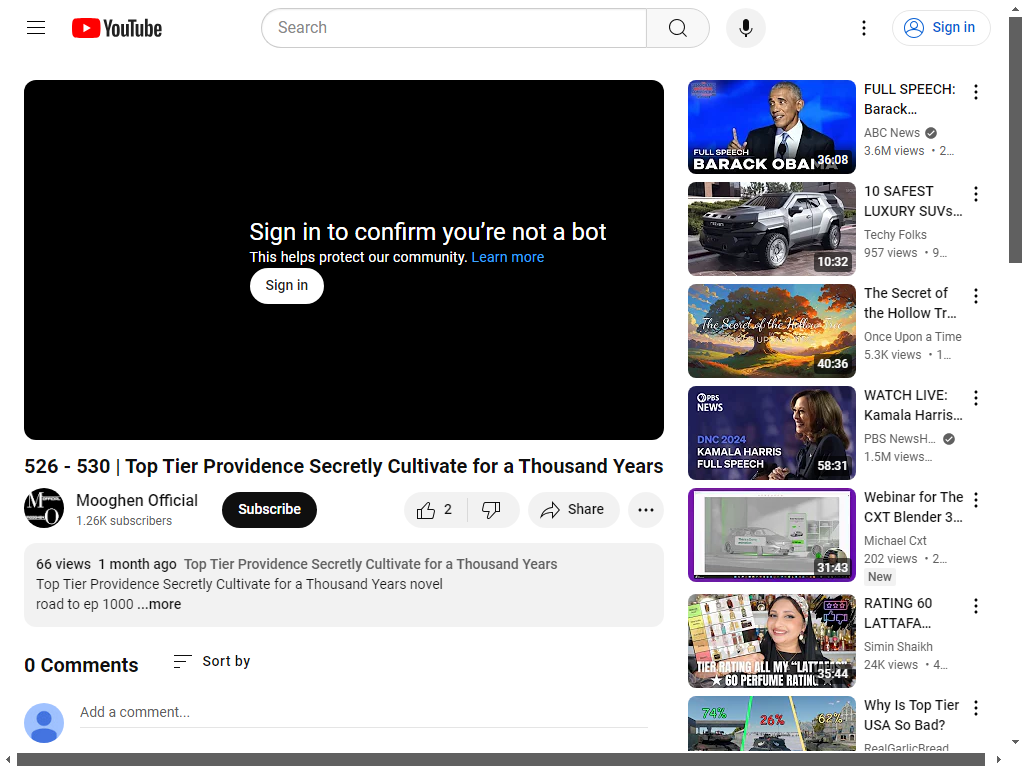 YouTube
Search
Sign in
Sign in to confirm you're not a bot
This helps protect our community. Learn more
Sign in
526 - 530 | Top Tier Providence Secretly Cultivate for a Thousand Years
Mooghen Official
1.26K subscribers
Subscribe
2
Share
66 views 1 month ago Top Tier Providence Secretly Cultivate for a Thousand Years
Top Tier Providence Secretly Cultivate for a Thousand Years novel
road to ep 1000 ...more
0 Comments
Sort by
Add a comment...
FULL SPEECH
BARACK OBAMA
36:08
FULL SPEECH:
Barack...
ABC News
3.6M views • 2...
10:32
10 SAFEST
LUXURY SUVs...
Techy Folks
957 views • 9...
The Secret of the Hollow Tree
40:36
The Secret of
the Hollow Tr...
Once Upon a Time
5.3K views • 1...
PBS
NEWS
DNC 2024
KAMALA HARRIS
FULL SPEECH
58:31
WATCH LIVE:
Kamala Harris...
PBS NewsH...
1.5M views...
31:43
Webinar for The
CXT Blender 3...
Michael Cxt
202 views • 2...
New
TIER RATING ALL MY "LATTAFA"
60 PERFUME RATING
35:44
RATING 60
LATTAFA...
Simin Shaikh
24K views • 4...
74%
26%
62%
Why Is Top Tier
USA So Bad?
RealGarlicBread